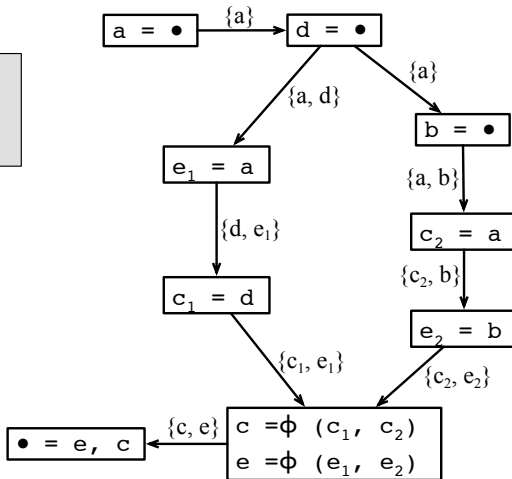 a = •
{a}
d = •
{a, d}
{a}
b = •
e₁ = a
{a, b}
{d, e₁}
c₂ = a
{c₂, b}
c₁ = d
e₂ = b
{c₁, e₁}
{c₂, e₂}
c =ϕ (c₁, c₂)
e =ϕ (e₁, e₂)
{c, e}
• = e, c